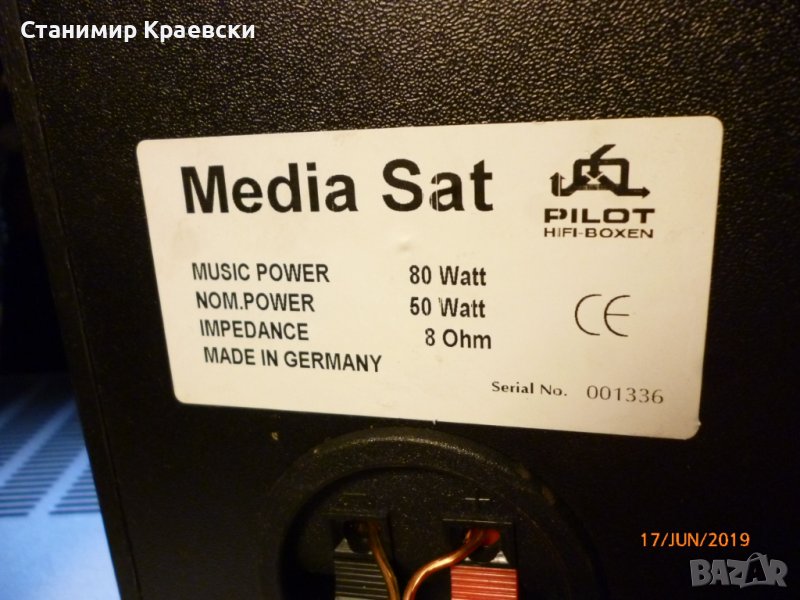 Станимир Краевски
Media Sat
PILOT
HIFI-BOXEN
MUSIC POWER 80 Watt
NOM.POWER 50 Watt
IMPEDANCE 8 Ohm
MADE IN GERMANY
CE
Serial No. 001336
17/JUN/2019
BAZAR